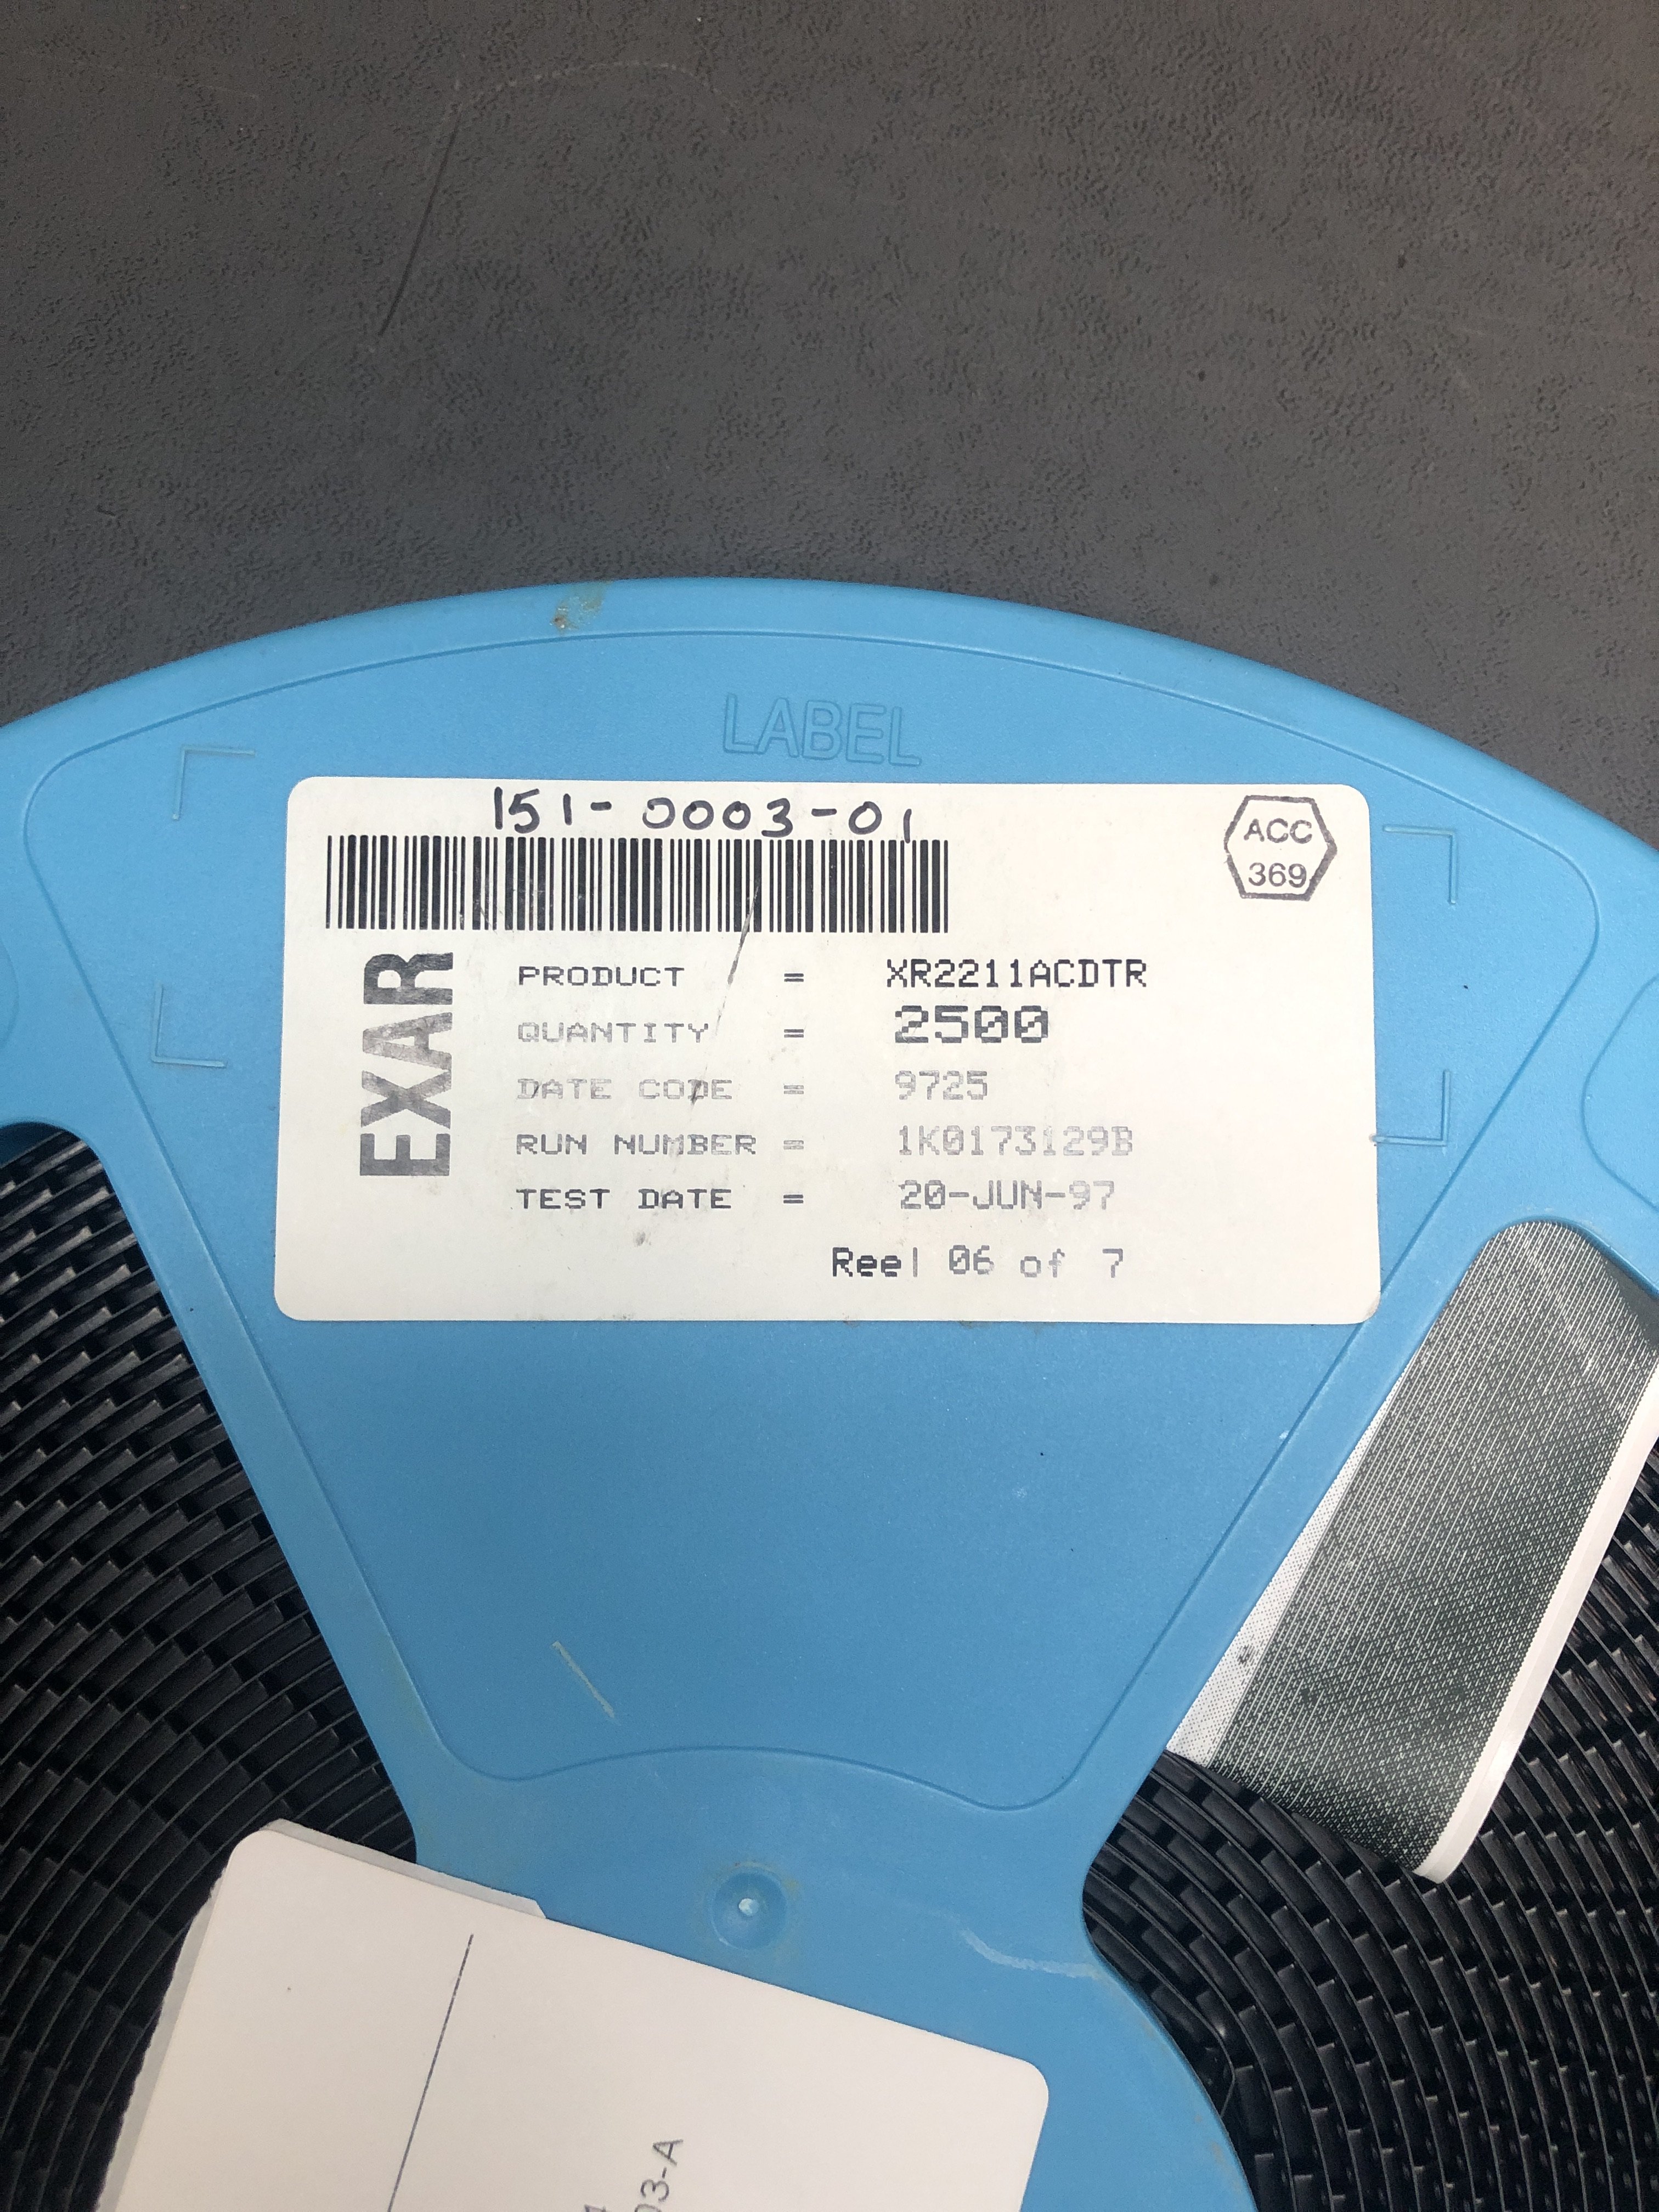 LABEL
151-0003-01
ACC
369
EXAR
PRODUCT = XR2211ACDTR
QUANTITY = 2500
DATE CODE = 9725
RUN NUMBER = 1K0173129B
TEST DATE = 20-JUN-97
Reel 06 of 7
03-A